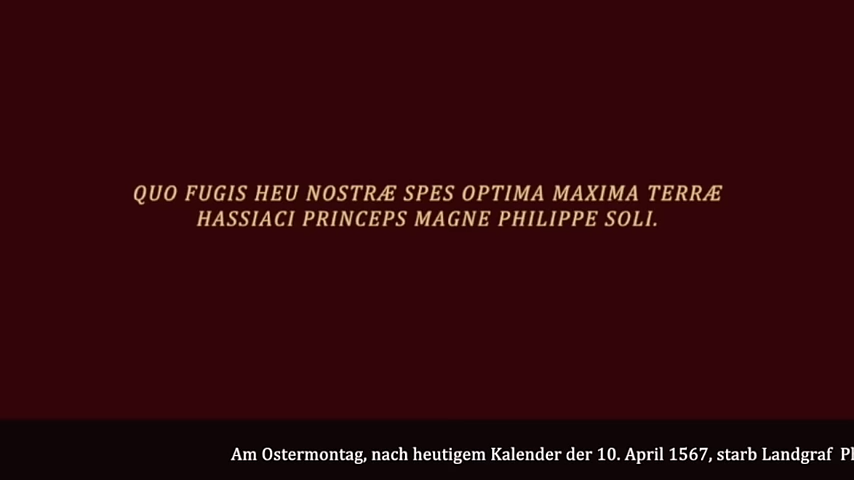 QUO FUGIS HEU NOSTRÆ SPES OPTIMA MAXIMA TERRÆ
HASSIACI PRINCEPS MAGNE PHILIPPE SOLI.
Am Ostermontag, nach heutigem Kalender der 10. April 1567, starb Landgraf